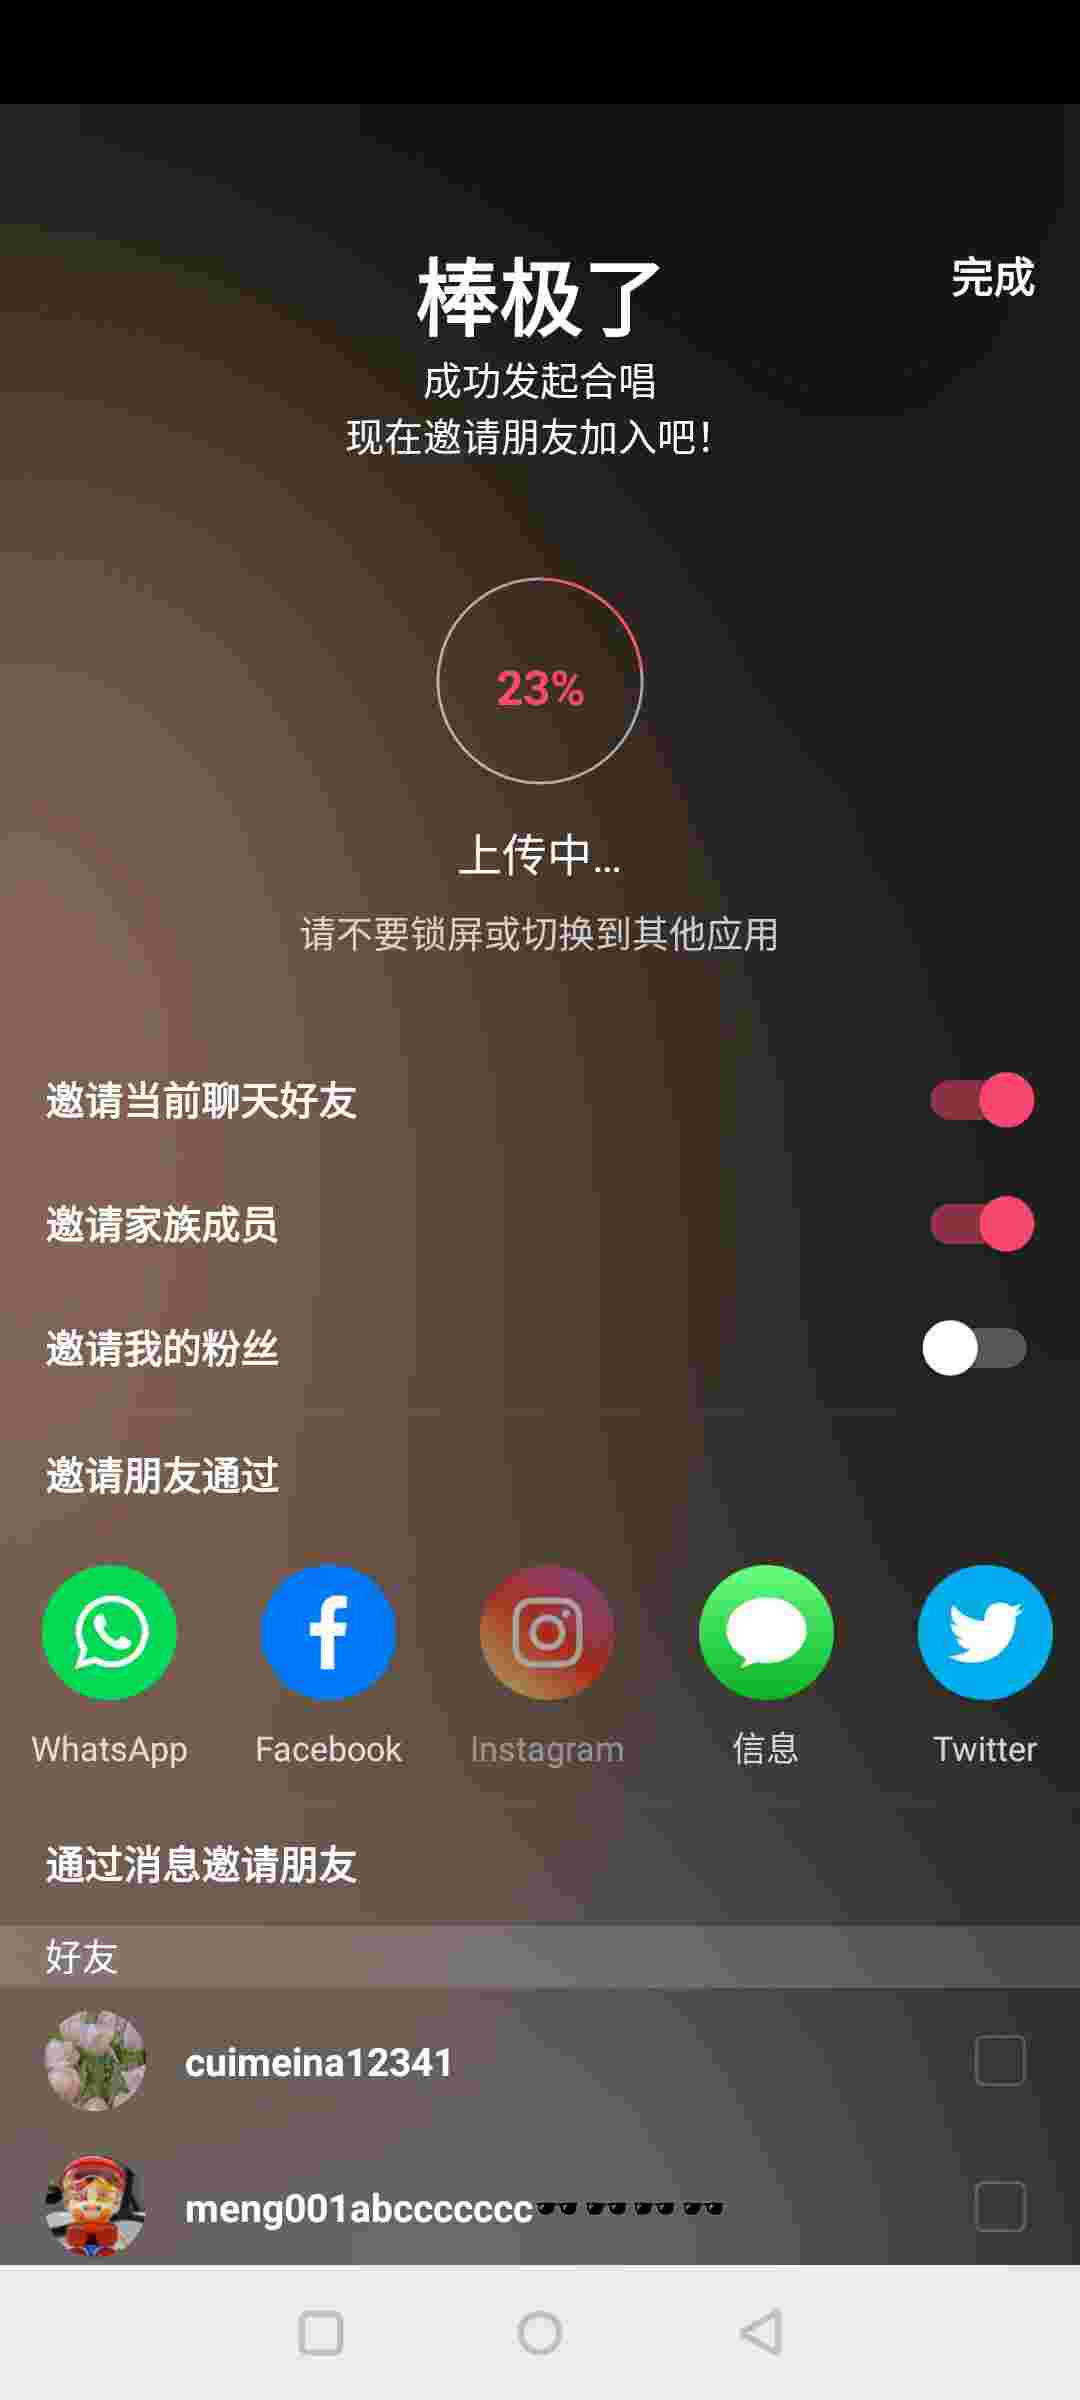 棒极了
完成
成功发起合唱
现在邀请朋友加入吧！
23%
上传中...
请不要锁屏或切换到其他应用
邀请当前聊天好友
邀请家族成员
邀请我的粉丝
邀请朋友通过
WhatsApp Facebook Instagram 信息 Twitter
通过消息邀请朋友
好友
cuimeina12341
meng001abccccccc🕶🕶🕶🕶